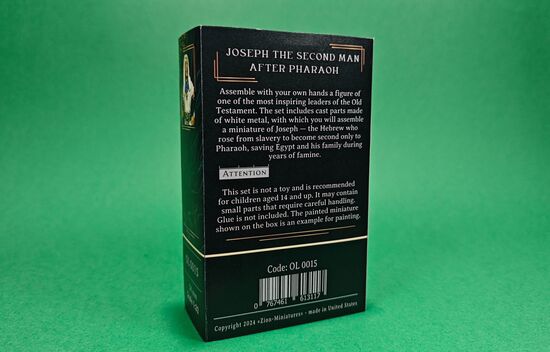 JOSEPH THE SECOND MAN
AFTER PHARAOH
Assemble with your own hands a figure of
one of the most inspiring leaders of the Old
Testament. The set includes cast parts made
of white metal, with which you will assemble
a miniature of Joseph — the Hebrew who
rose from slavery to become second only to
Pharaoh, saving Egypt and his family during
years of famine.
ATTENTION
This set is not a toy and is recommended
for children aged 14 and up. It may contain
small parts that require careful handling.
Glue is not included. The painted miniature
shown on the box is an example for painting.
Code: OL 0015
0 767461 613117
Copyright 2024 «Zion-Miniatures» - made in United States
OL 0015